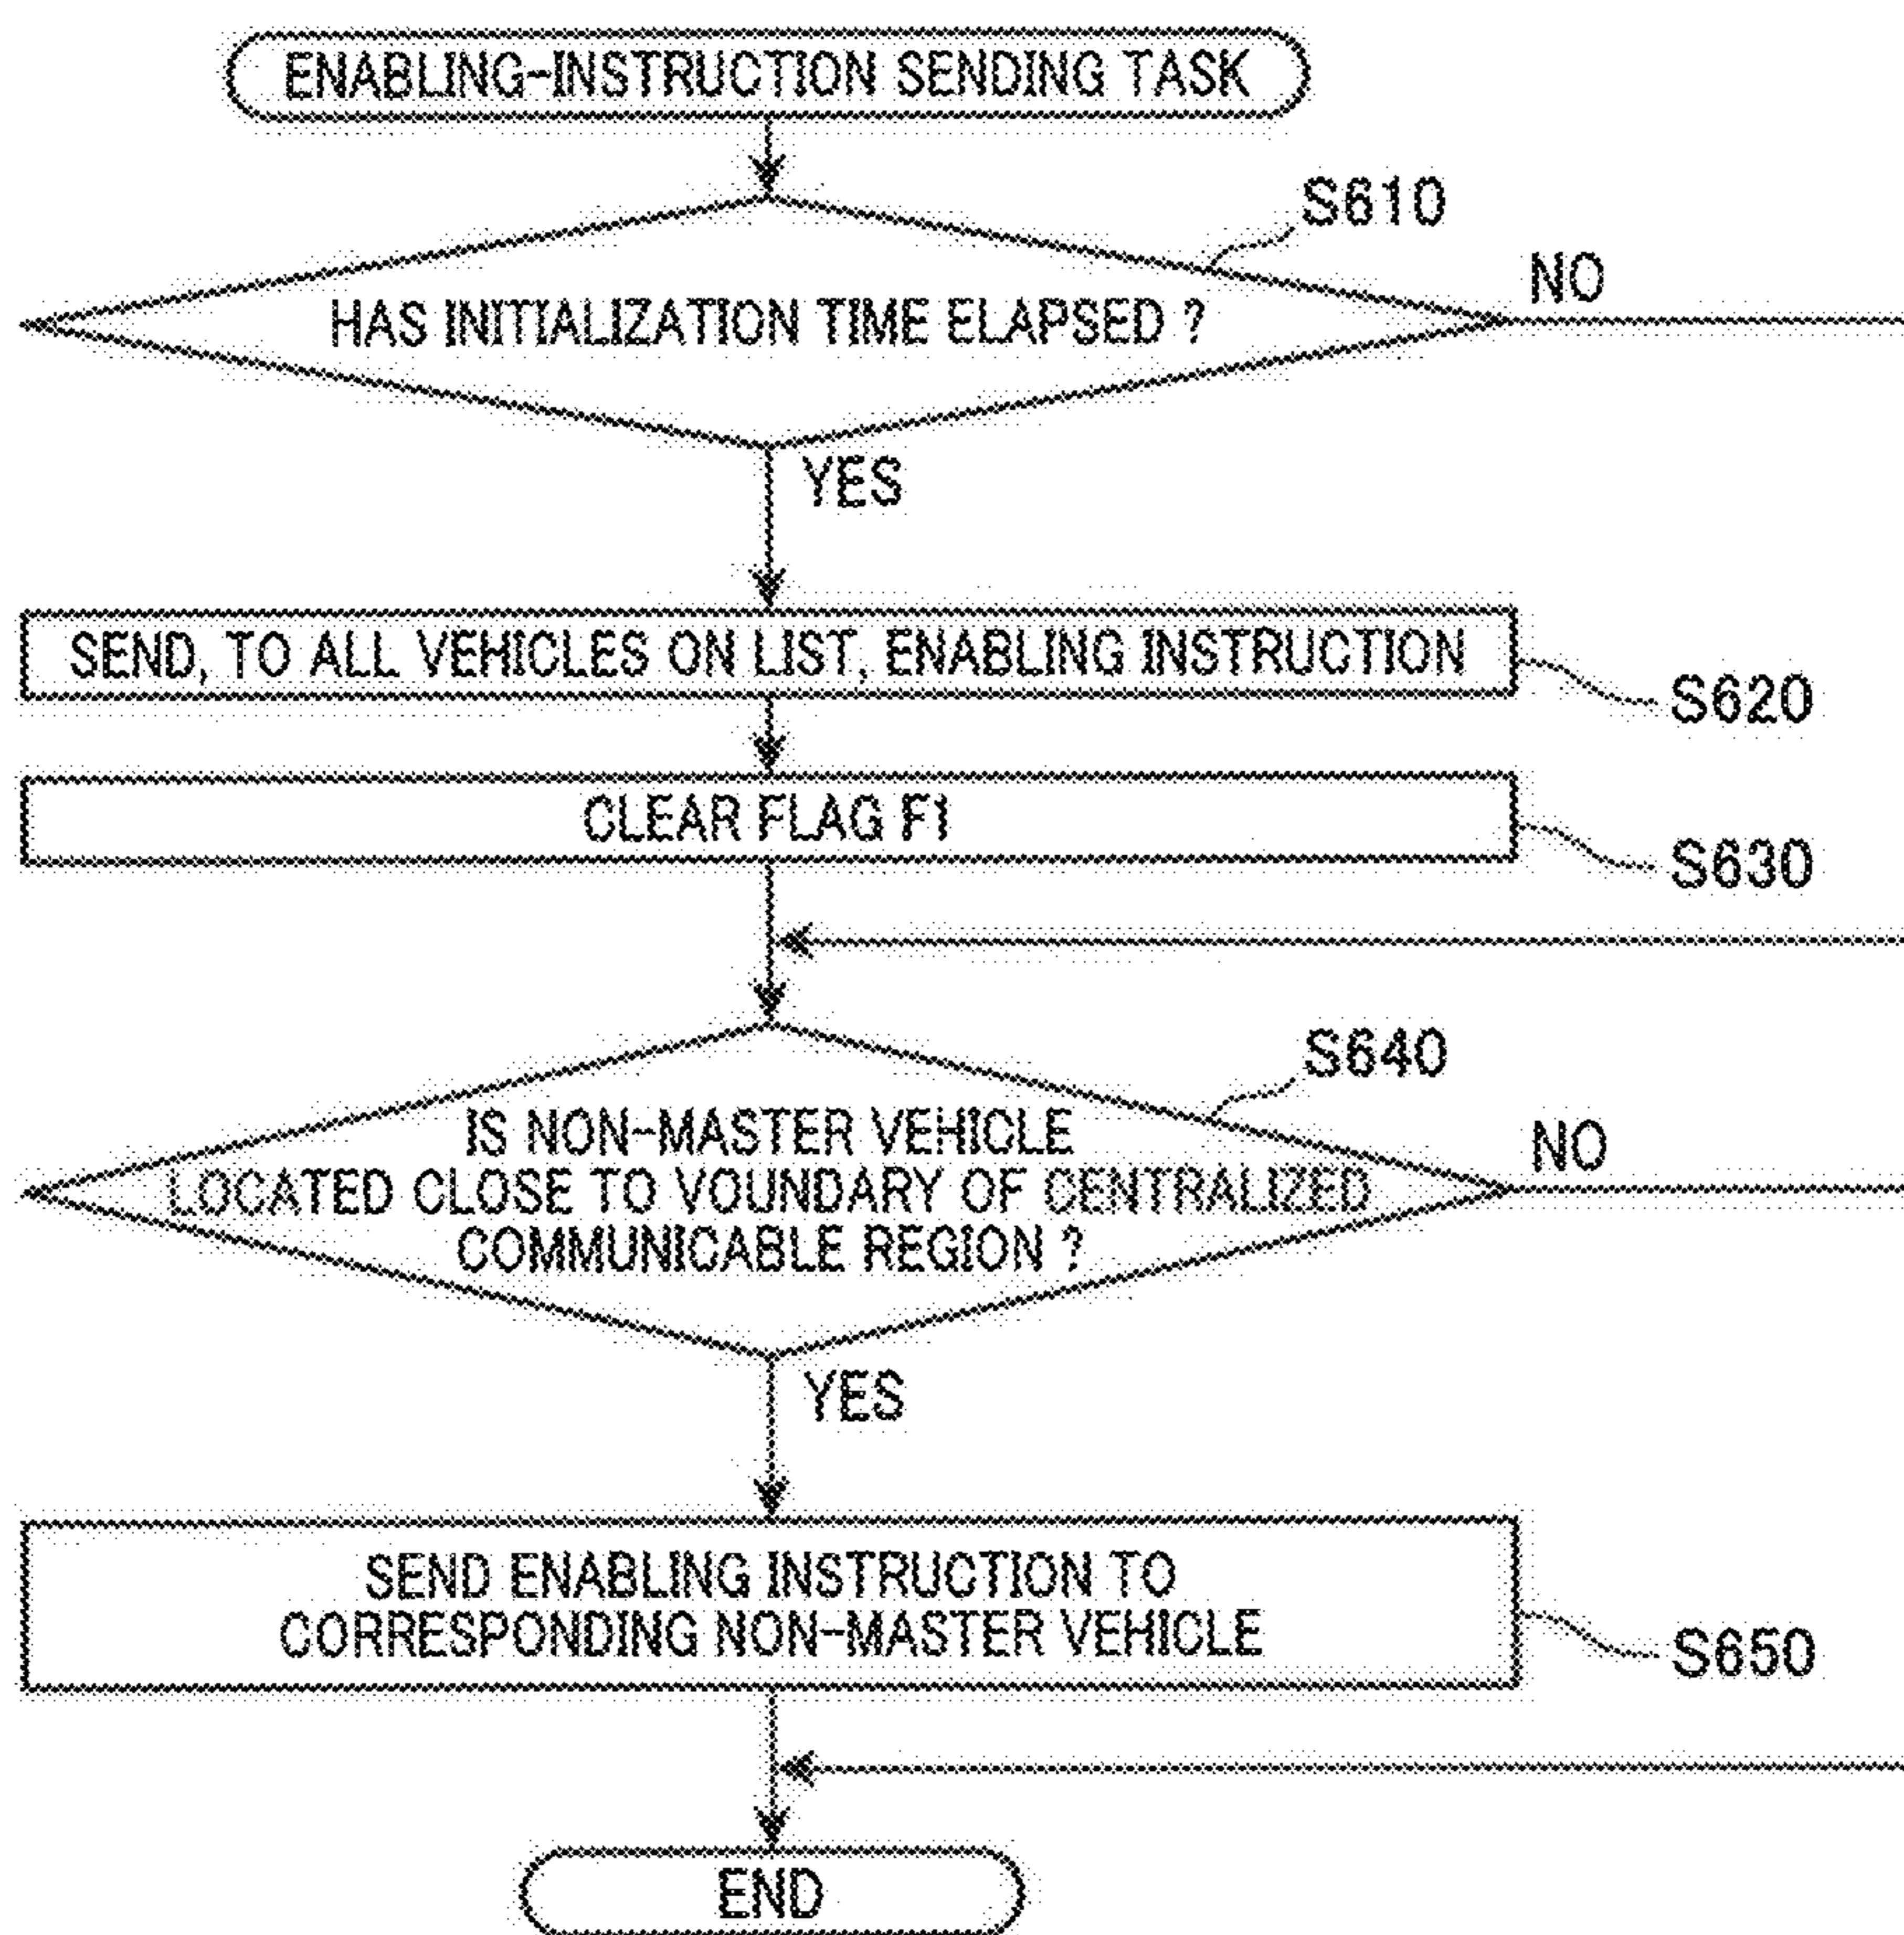 ENABLING-INSTRUCTION SENDING TASK
S610
HAS INITIALIZATION TIME ELAPSED ?
NO
YES
SEND, TO ALL VEHICLES ON LIST, ENABLING INSTRUCTION
S620
CLEAR FLAG F1
S630
S640
IS NON-MASTER VEHICLE
LOCATED CLOSE TO VOUNDARY OF CENTRALIZED
COMMUNICABLE REGION ?
NO
YES
SEND ENABLING INSTRUCTION TO
CORRESPONDING NON-MASTER VEHICLE
S650
END